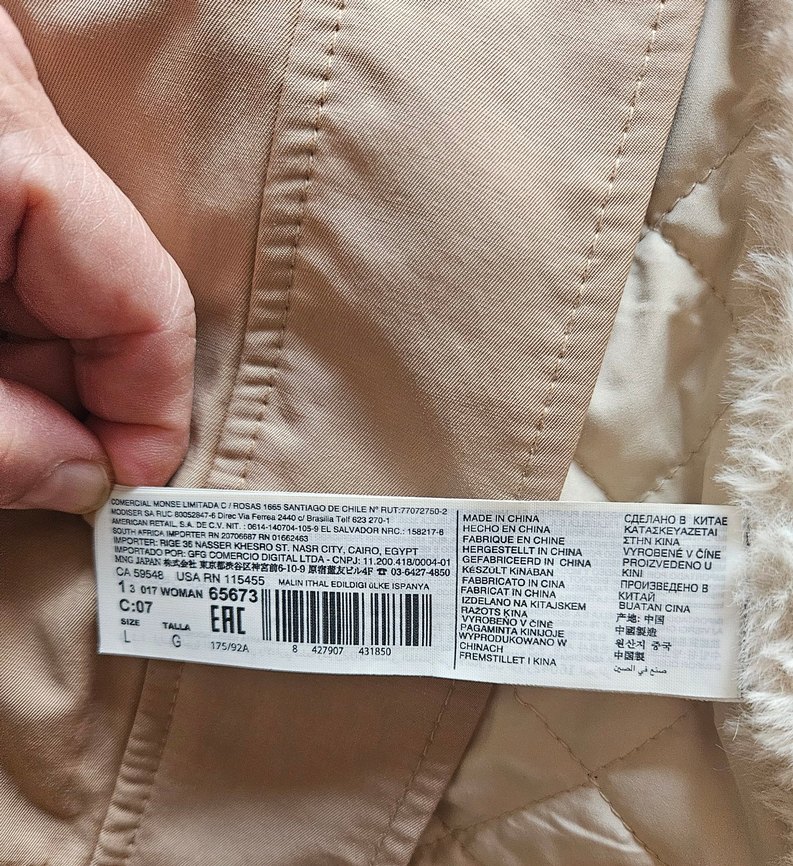 COMERCIAL MONSE LIMITADA C/ ROSAS 1665 SANTIAGO DE CHILE Nº RUT:77072750-2
MODISER SA RUC 80052847-6 Direc Via Ferrea 2440 c/ Brasilia Telf 623 270-1
AMERICAN RETAIL, S.A. DE C.V. NIT. : 0614-140704-105-9 EL SALVADOR NRC.: 158217-8
SOUTH AFRICA IMPORTER RN 20706687 RN 01662463
IMPORTER: RIGE 35 NASSER KHESRO ST. NASR CITY, CAIRO, EGYPT
IMPORTADO POR: GFG COMERCIO DIGITAL LTDA - CNPJ: 11.200.418/0004-01
MNG JAPAN 株式会社 東京都渋谷区神宮前6-10-9 原宿董友ビル4F ☎ 03-6427-4850
CA 59548 USA RN 115455 MALIN ITHAL EDILDIGI ÜLKE ISPANYA
1 3 017 WOMAN 65673
C:07
EAC
SIZE TALLA
L G 175/92A
8 427907 431850
MADE IN CHINA
HECHO EN CHINA
FABRIQUE EN CHINE
HERGESTELLT IN CHINA
GEFABRICEERD IN CHINA
KÉSZÜLT KÍNÁBAN
FABBRICATO IN CINA
FABRICAT IN CHINA
IZDELANO NA KITAJSKEM
RAŽOTS ĶĪNA
VYROBENO V ČÍNĚ
PAGAMINTA KINIJOJE
WYPRODUKOWANO W
CHINACH
FREMSTILLET I KINA
СДЕЛАНО В КИТАЕ
ΚΑΤΑΣΚΕΥΑΖΕΤΑΙ
ΣΤΗΝ ΚΙΝΑ
VYROBENÉ V ČÍNE
PROIZVEDENO U
KINI
ПРОИЗВЕДЕНО В
КИТАЙ
BUATAN CINA
产地: 中国
中國製造
원산지 중국
中国製
صنع في الصين